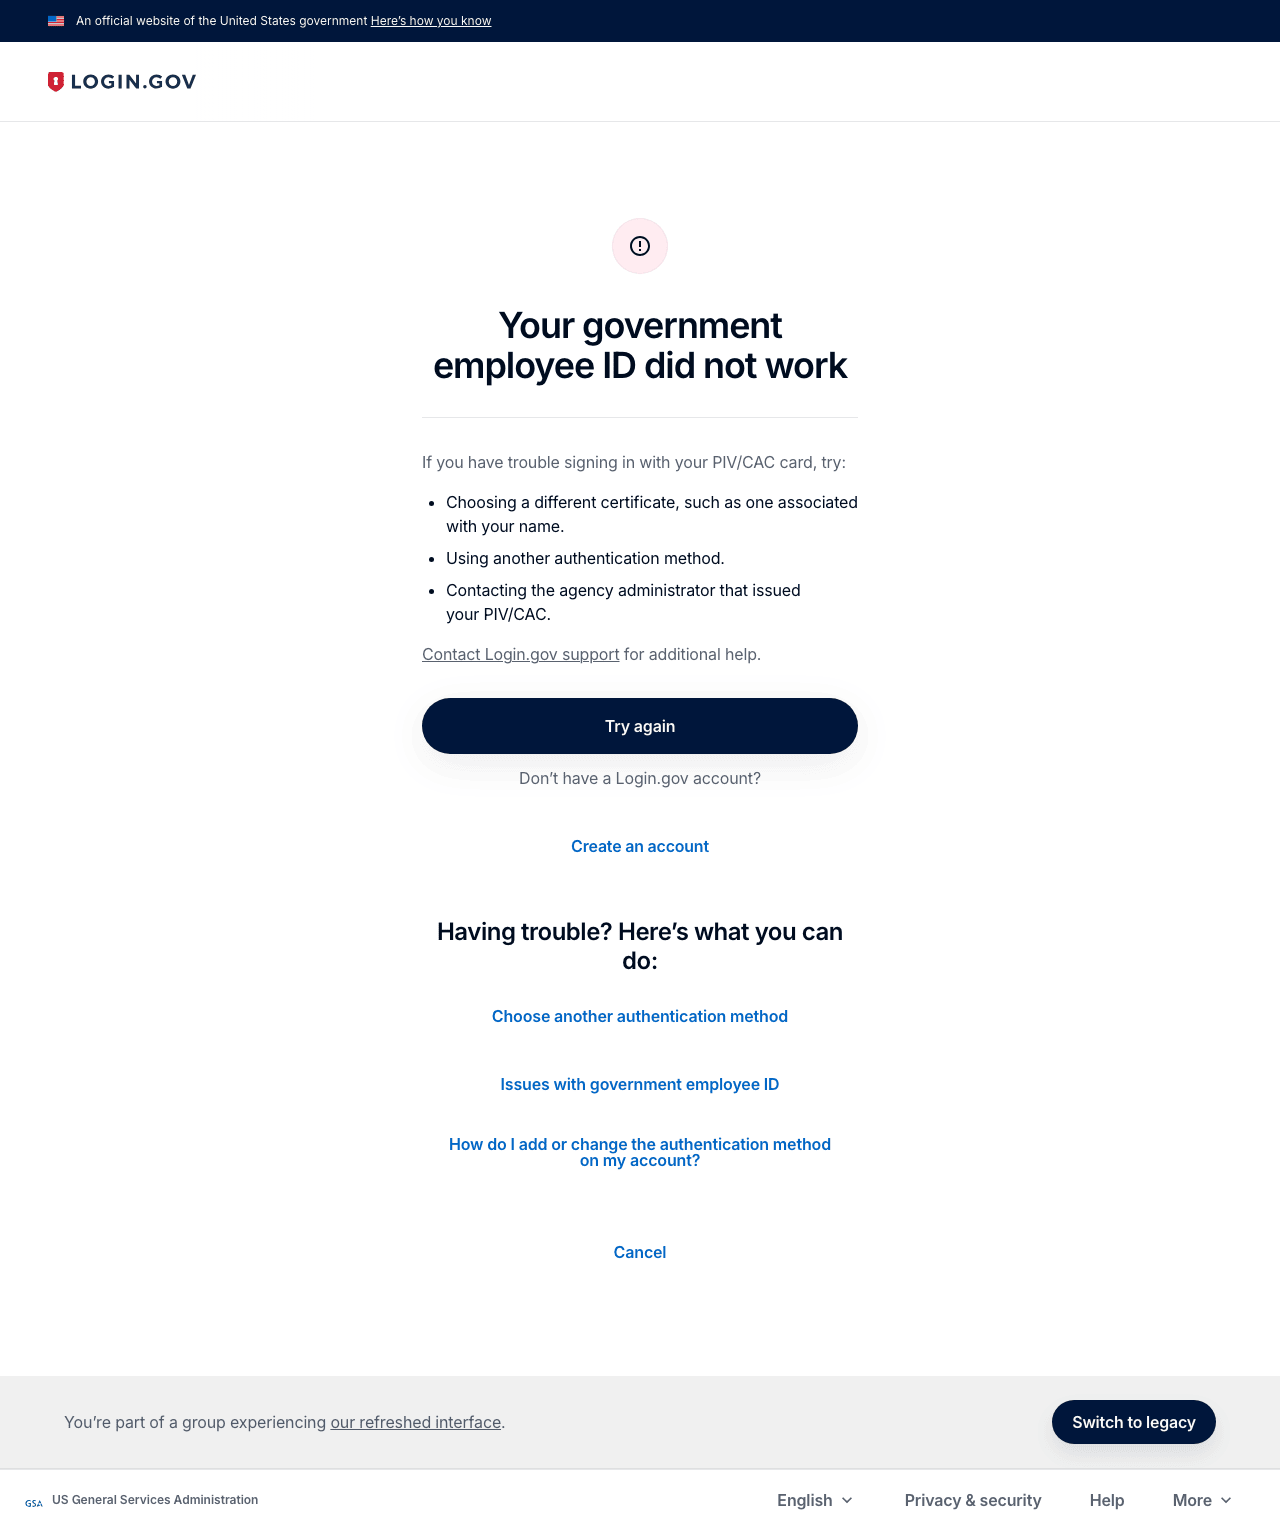 An official website of the United States government Here’s how you know
LOGIN.GOV
Your government
employee ID did not work
If you have trouble signing in with your PIV/CAC card, try:
• Choosing a different certificate, such as one associated
with your name.
• Using another authentication method.
• Contacting the agency administrator that issued
your PIV/CAC.
Contact Login.gov support for additional help.
Try again
Don’t have a Login.gov account?
Create an account
Having trouble? Here’s what you can
do:
Choose another authentication method
Issues with government employee ID
How do I add or change the authentication method
on my account?
Cancel
You’re part of a group experiencing our refreshed interface.
Switch to legacy
GSA US General Services Administration
English
Privacy & security
Help
More